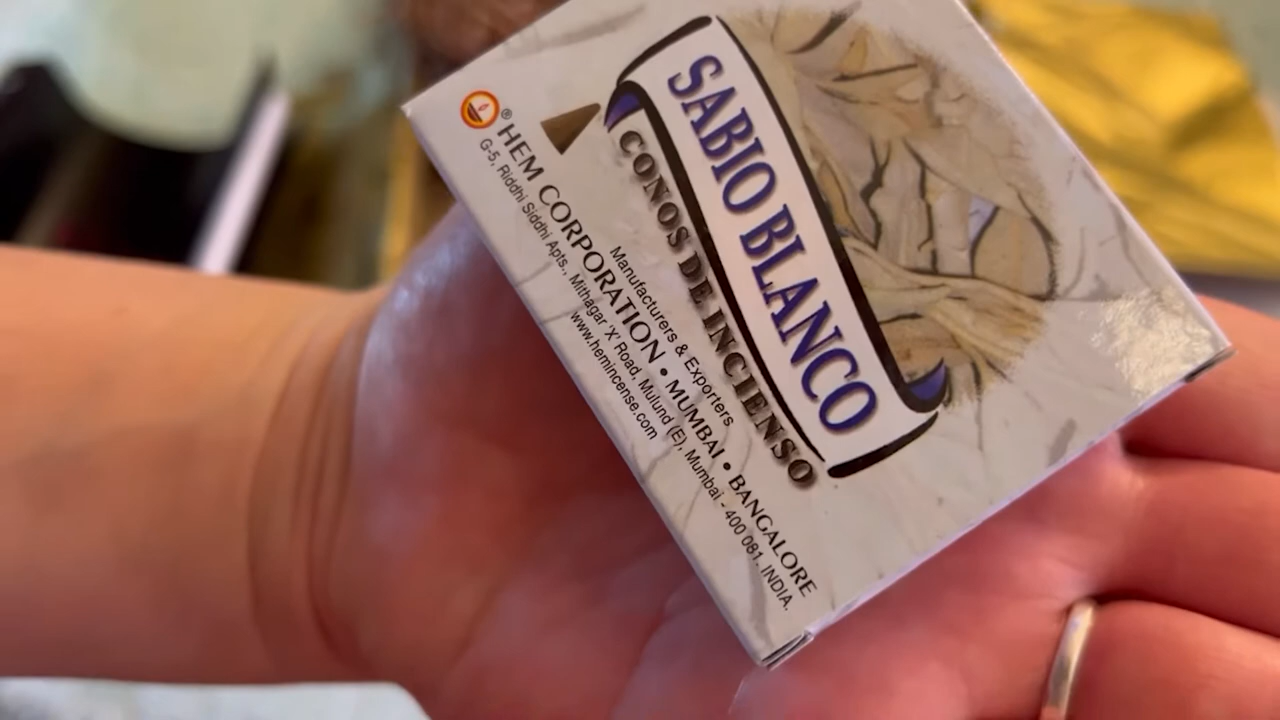 SABIO BLANCO
CONOS DE INCIENSO
Manufacturers & Exporters
® HEM CORPORATION • MUMBAI • BANGALORE
G-5, Riddhi Siddhi Apts., Mithagar 'X' Road, Mulund (E), Mumbai - 400 081. INDIA.
www.hemincense.com